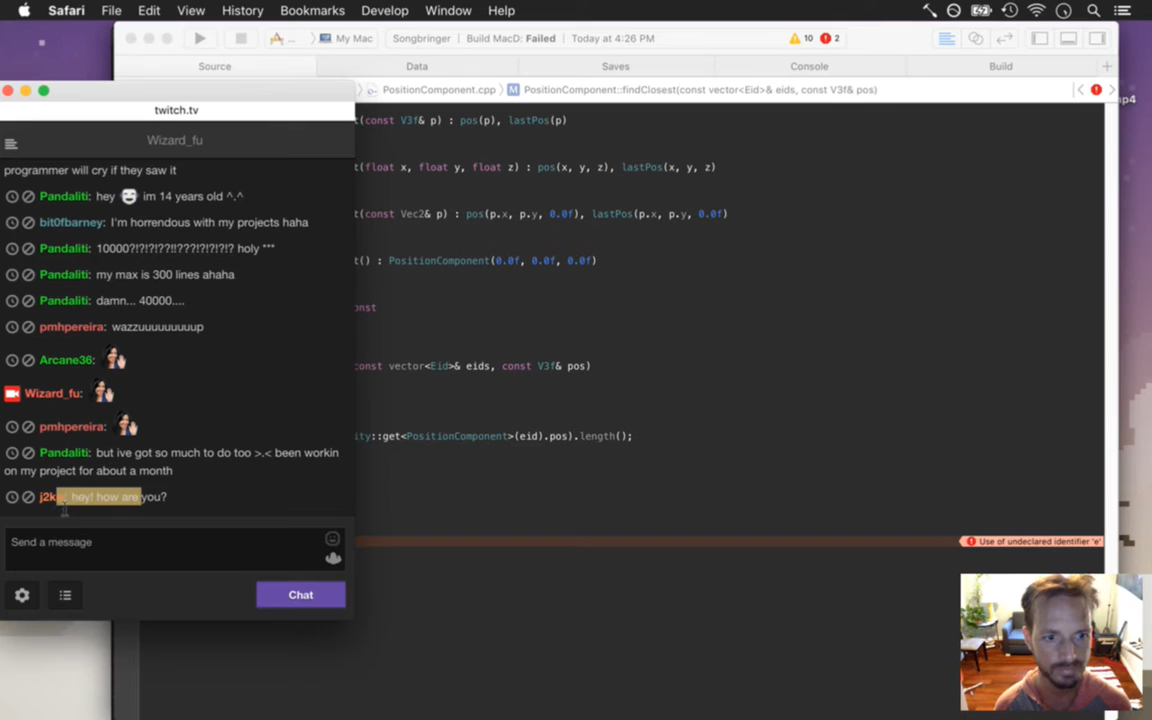 Safari File Edit View History Bookmarks Develop Window Help
My Mac Songbringer Build MacD: Failed Today at 4:26 PM 10 2
Source Data Saves Console Build
PositionComponent.cpp M PositionComponent::findClosest(const vector<Eid>& eids, const V3f& pos)
mp4
twitch.tv
Wizard_fu
programmer will cry if they saw it
Pandaliti: hey im 14 years old ^.^
bit0fbarney: I'm horrendous with my projects haha
Pandaliti: 10000?!?!?!??!!???!?!?!?!? holy ***
Pandaliti: my max is 300 lines ahaha
Pandaliti: damn... 40000....
pmhpereira: wazzuuuuuuuuup
Arcane36:
Wizard_fu:
pmhpereira:
Pandaliti: but ive got so much to do too >.< been workin
on my project for about a month
hey! how are you?
Send a message
Chat
t(const V3f& p) : pos(p), lastPos(p)
t(float x, float y, float z) : pos(x, y, z), lastPos(x, y, z)
t(const Vec2& p) : pos(p.x, p.y, 0.0f), lastPos(p.x, p.y, 0.0f)
t() : PositionComponent(0.0f, 0.0f, 0.0f)
onst
const vector<Eid>& eids, const V3f& pos)
ity::get<PositionComponent>(eid).pos).length();
Use of undeclared identifier 'e'